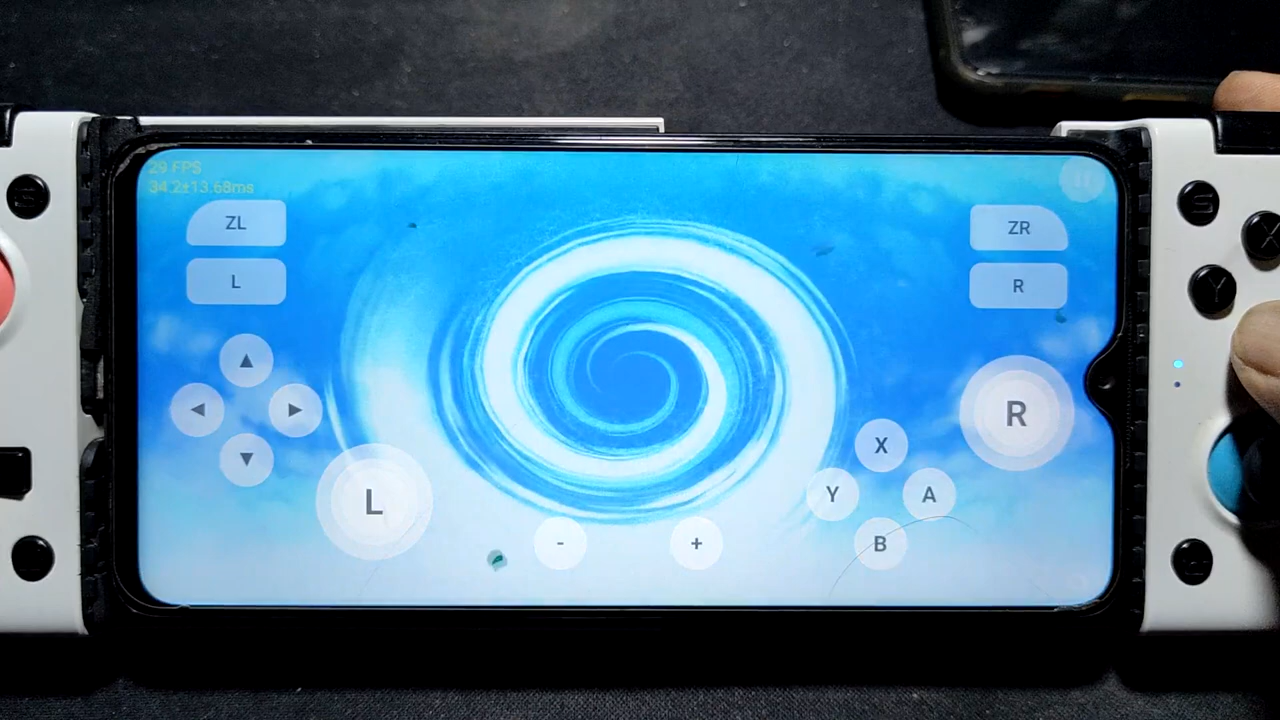 29 FPS
34.2±13.68ms
ZL
ZR
L
R
▲
◀
▶
▼
R
L
X
Y
A
B
-
+
S
X
Y